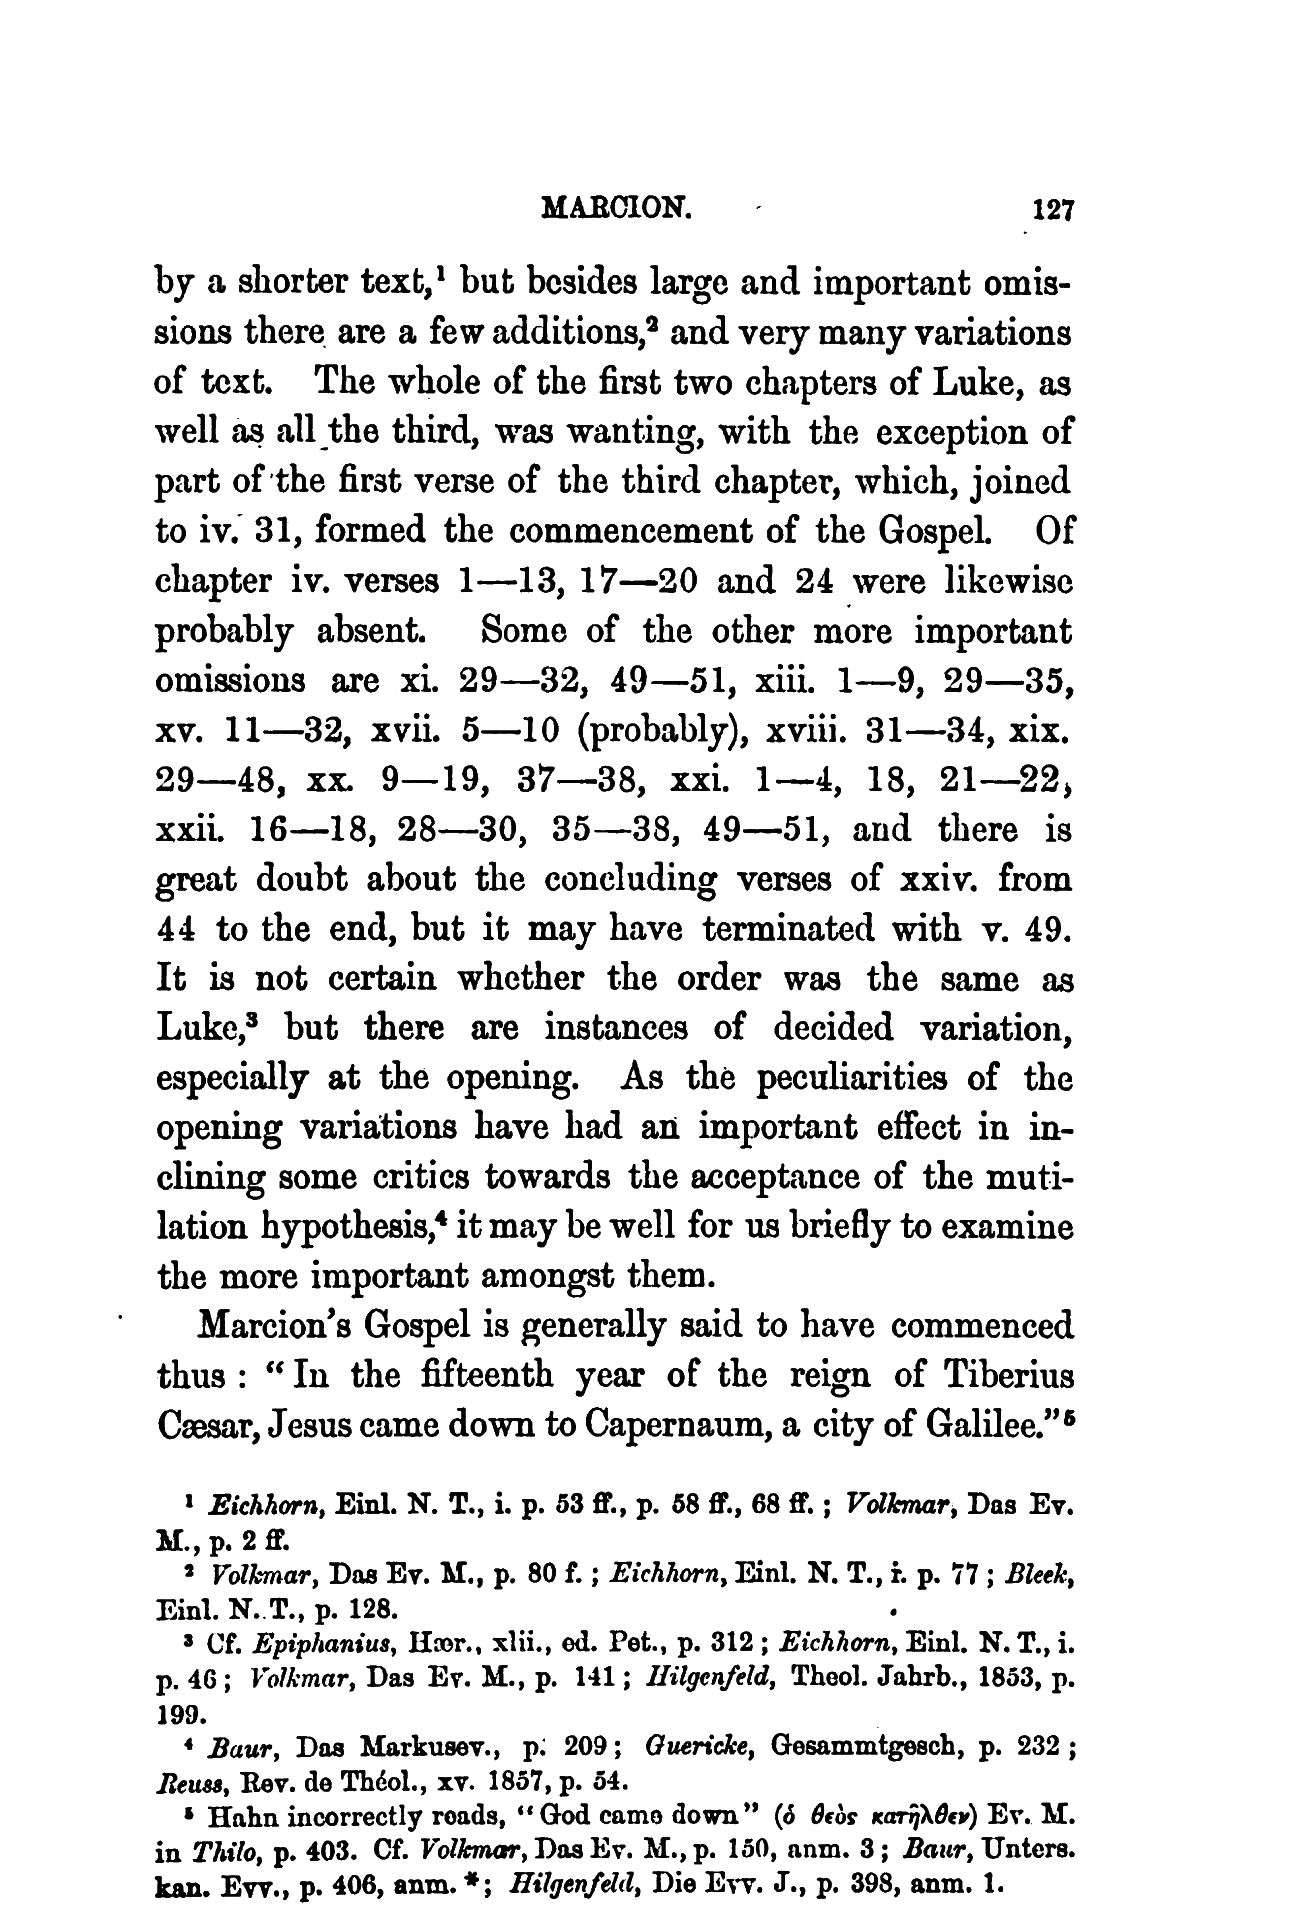 MARCION. 127
by a shorter text,¹ but besides large and important omis-
sions there are a few additions,² and very many variations
of text. The whole of the first two chapters of Luke, as
well as all the third, was wanting, with the exception of
part of the first verse of the third chapter, which, joined
to iv. 31, formed the commencement of the Gospel. Of
chapter iv. verses 1—13, 17—20 and 24 were likewise
probably absent. Some of the other more important
omissions are xi. 29—32, 49—51, xiii. 1—9, 29—35,
xv. 11—32, xvii. 5—10 (probably), xviii. 31—34, xix.
29—48, xx. 9—19, 37—38, xxi. 1—4, 18, 21—22,
xxii. 16—18, 28—30, 35—38, 49—51, and there is
great doubt about the concluding verses of xxiv. from
44 to the end, but it may have terminated with v. 49.
It is not certain whether the order was the same as
Luke,³ but there are instances of decided variation,
especially at the opening. As the peculiarities of the
opening variations have had an important effect in in-
clining some critics towards the acceptance of the muti-
lation hypothesis,⁴ it may be well for us briefly to examine
the more important amongst them.
Marcion's Gospel is generally said to have commenced
thus : "In the fifteenth year of the reign of Tiberius
Cæsar, Jesus came down to Capernaum, a city of Galilee."⁵
¹ Eichhorn, Einl. N. T., i. p. 53 ff., p. 58 ff., 68 ff. ; Volkmar, Das Ev.
M., p. 2 ff.
² Volkmar, Das Ev. M., p. 80 f. ; Eichhorn, Einl. N. T., i. p. 77 ; Bleek,
Einl. N. T., p. 128.
³ Cf. Epiphanius, Hær., xlii., ed. Pet., p. 312 ; Eichhorn, Einl. N. T., i.
p. 46 ; Volkmar, Das Ev. M., p. 141 ; Hilgenfeld, Theol. Jahrb., 1853, p.
199.
⁴ Baur, Das Markusev., p. 209 ; Guericke, Gesammtgesch, p. 232 ;
Reuss, Rev. de Théol., xv. 1857, p. 54.
⁵ Hahn incorrectly reads, "God came down" (ὁ θεὸς κατῆλθεν) Ev. M.
in Thilo, p. 403. Cf. Volkmar, Das Ev. M., p. 150, anm. 3 ; Baur, Unters.
kan. Evv., p. 406, anm. * ; Hilgenfeld, Die Evv. J., p. 398, anm. 1.